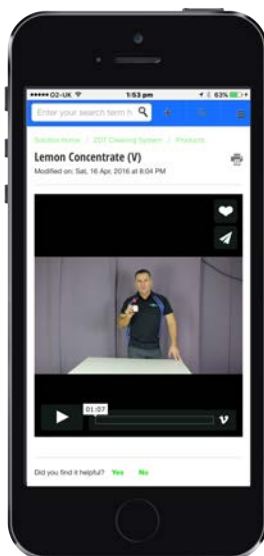 O2-UK 1:53 pm 63%
Enter your search term h
Solution home / ZDT Cleaning System / Products
Lemon Concentrate (V)
Modified on: Sat, 16 Apr, 2016 at 8:04 PM
01:07
Did you find it helpful? Yes No